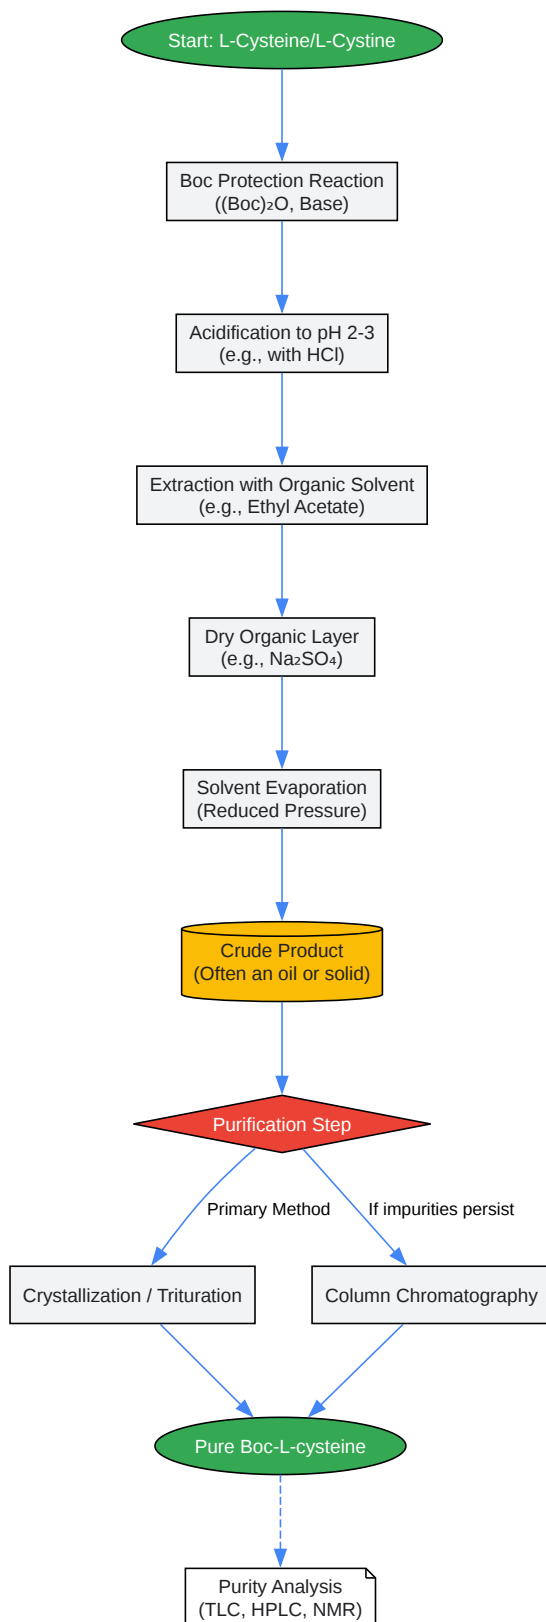 Start: L-Cysteine/L-Cystine
Boc Protection Reaction
((Boc)₂O, Base)
Acidification to pH 2-3
(e.g., with HCl)
Extraction with Organic Solvent
(e.g., Ethyl Acetate)
Dry Organic Layer
(e.g., Na₂SO₄)
Solvent Evaporation
(Reduced Pressure)
Crude Product
(Often an oil or solid)
Purification Step
Primary Method
If impurities persist
Crystallization / Trituration
Column Chromatography
Pure Boc-L-cysteine
Purity Analysis
(TLC, HPLC, NMR)